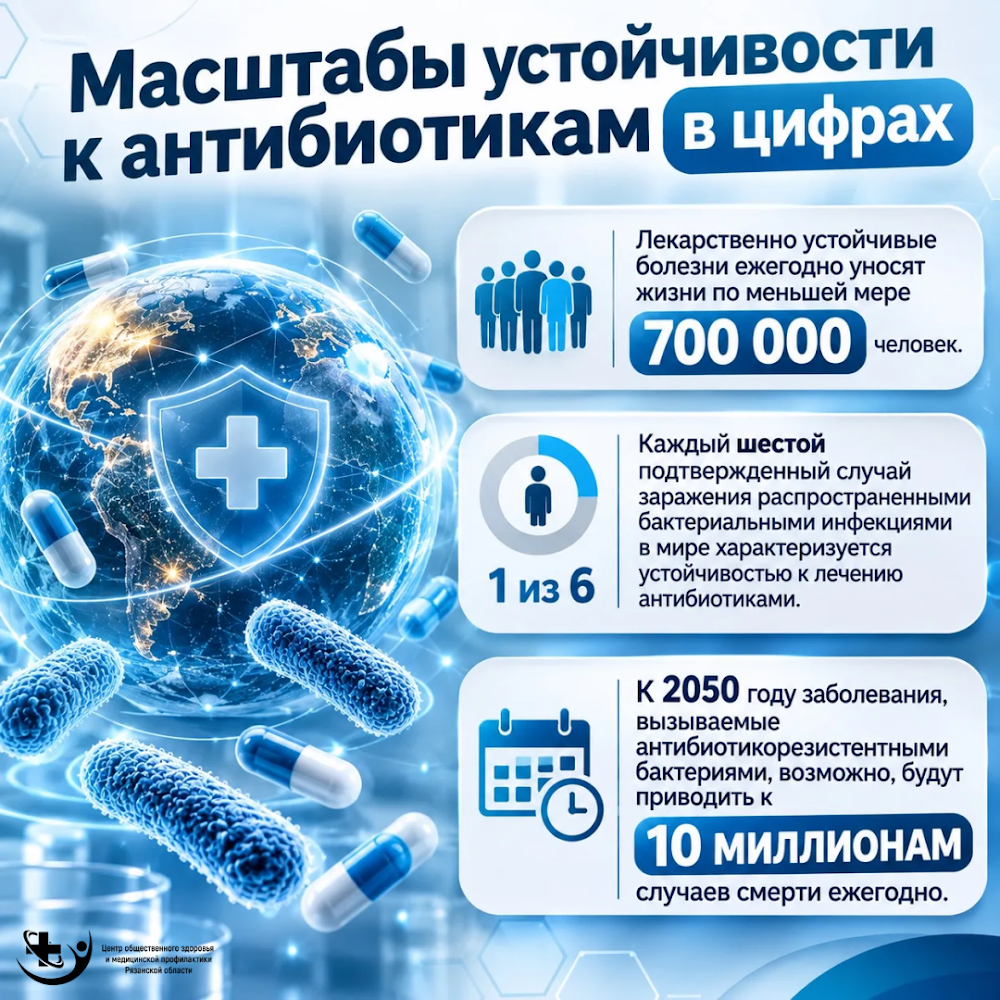 Масштабы устойчивости
к антибиотикам в цифрах
Лекарственно устойчивые
болезни ежегодно уносят
жизни по меньшей мере
700 000 человек.
1 из 6
Каждый шестой
подтвержденный случай
заражения распространенными
бактериальными инфекциями
в мире характеризуется
устойчивостью к лечению
антибиотиками.
К 2050 году заболевания,
вызываемые
антибиотикорезистентными
бактериями, возможно, будут
приводить к
10 МИЛЛИОНАМ
случаев смерти ежегодно.
Центр общественного здоровья
и медицинской профилактики
Рязанской области